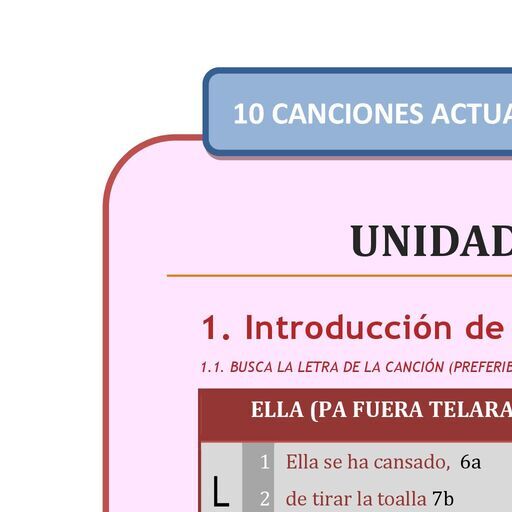 10 CANCIONES ACTUA
UNIDAD
1. Introducción de
1.1. BUSCA LA LETRA DE LA CANCIÓN (PREFERIB
ELLA (PA FUERA TELARA
1 Ella se ha cansado, 6a
L
2 de tirar la toalla 7b